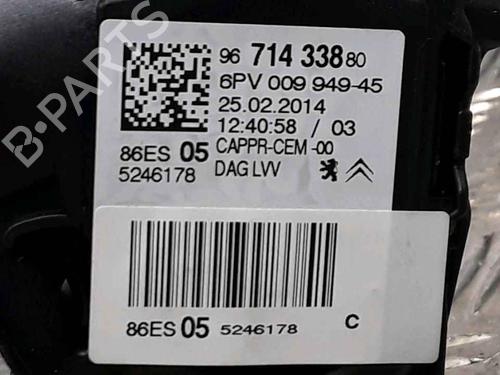 96 714 338 80
6PV 009 949-45
25.02.2014
12:40:58 / 03
86ES 05 CAPPR-CEM -00
5246178 DAG LVV
86ES 05 5246178 C